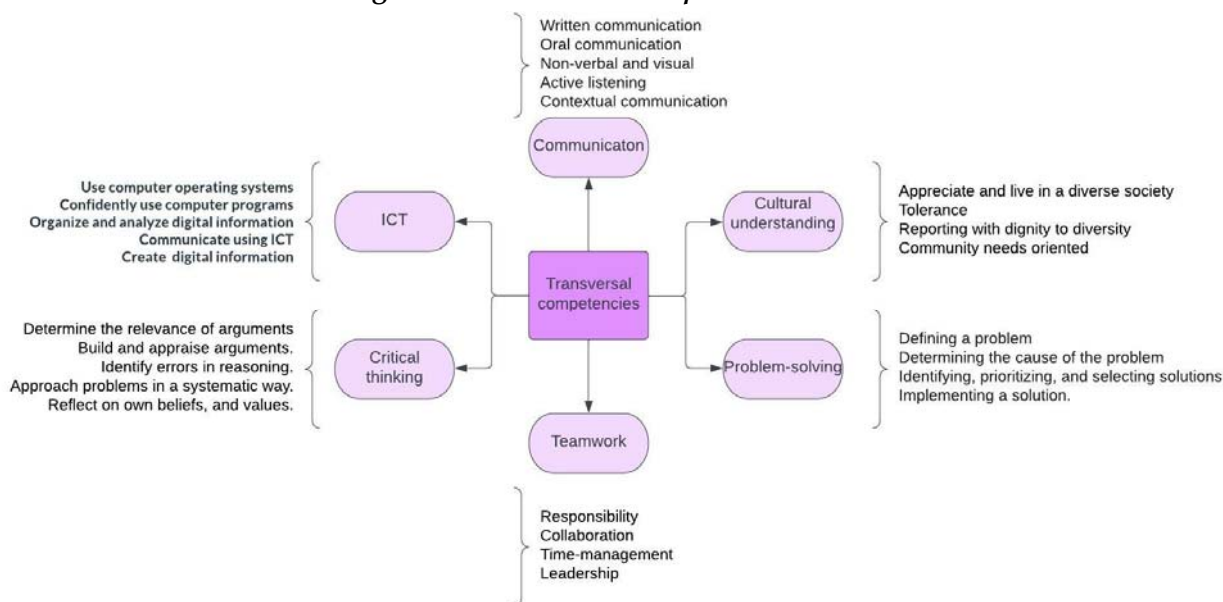 Written communication
Oral communication
Non-verbal and visual
Active listening
Contextual communication
Communicaton
Use computer operating systems
Confidently use computer programs
Organize and analyze digital information
Communicate using ICT
Create digital information
ICT
Cultural
understanding
Appreciate and live in a diverse society
Tolerance
Reporting with dignity to diversity
Community needs oriented
Transversal
competencies
Determine the relevance of arguments
Build and appraise arguments.
Identify errors in reasoning.
Approach problems in a systematic way.
Reflect on own beliefs, and values.
Critical
thinking
Problem-solving
Defining a problem
Determining the cause of the problem
Identifying, prioritizing, and selecting solutions
Implementing a solution.
Teamwork
Responsibility
Collaboration
Time-management
Leadership